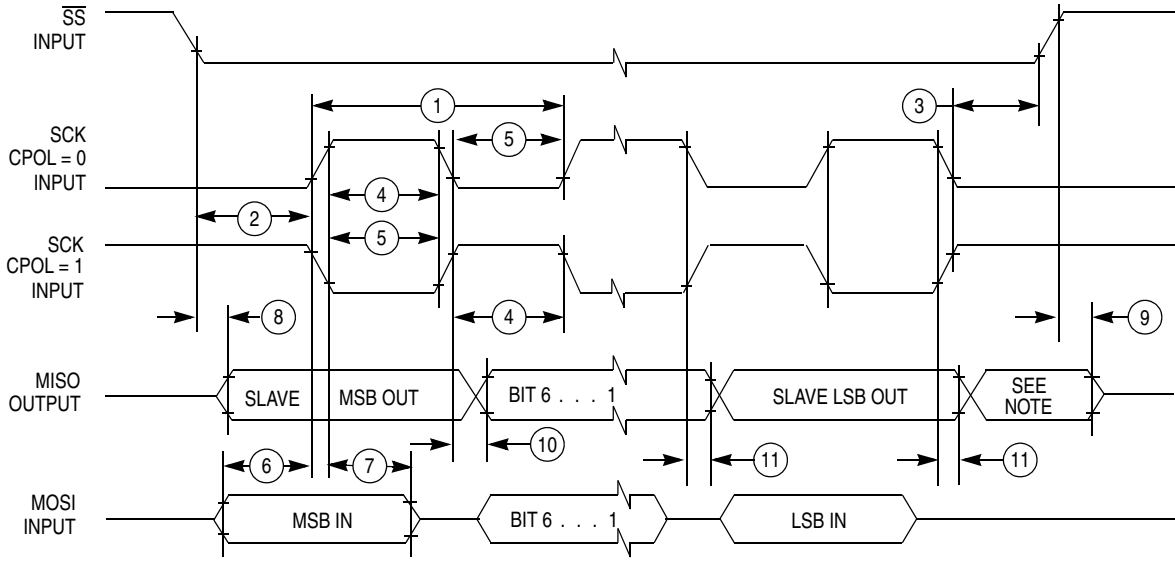 SS
INPUT
1
3
SCK
CPOL = 0
INPUT
5
4
2
SCK
CPOL = 1
INPUT
5
8
4
9
MISO
OUTPUT
SLAVE
MSB OUT
BIT 6 . . . 1
SLAVE LSB OUT
SEE
NOTE
10
11
11
6
7
MOSI
INPUT
MSB IN
BIT 6 . . . 1
LSB IN